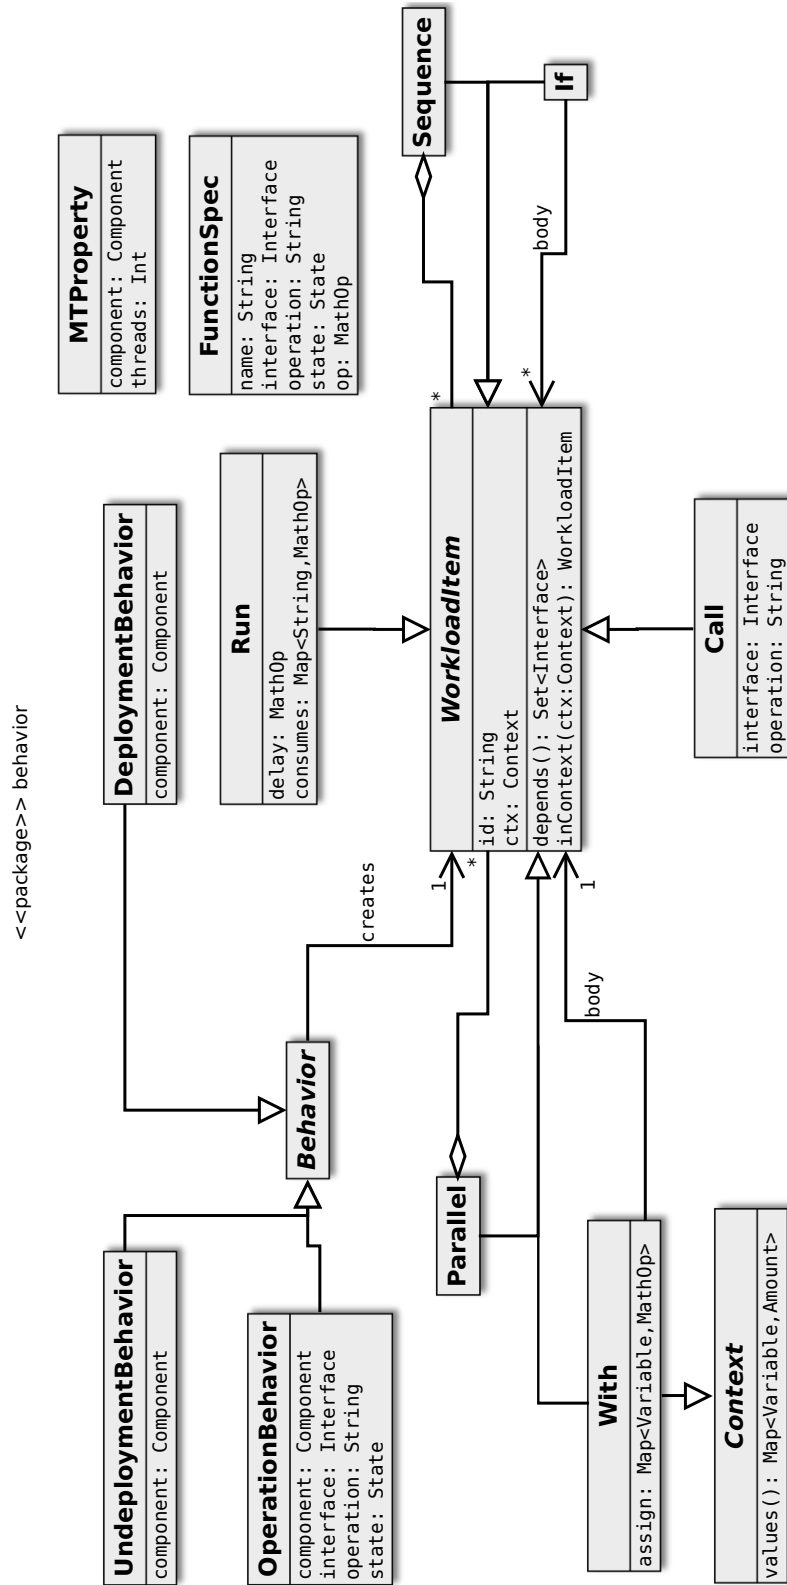 <<package>> behavior
UndeploymentBehavior
component: Component
DeploymentBehavior
component: Component
MTProperty
component: Component
threads: Int
OperationBehavior
component: Component
interface: Interface
operation: String
state: State
Behavior
creates
1
Run
delay: MathOp
consumes: Map<String,MathOp>
FunctionSpec
name: String
interface: Interface
operation: String
state: State
op: MathOp
Parallel
*
WorkloadItem
id: String
ctx: Context
depends(): Set<Interface>
inContext(ctx:Context): WorkloadItem
*
Sequence
*
body
If
body
1
With
assign: Map<Variable,MathOp>
Call
interface: Interface
operation: String
Context
values(): Map<Variable,Amount>